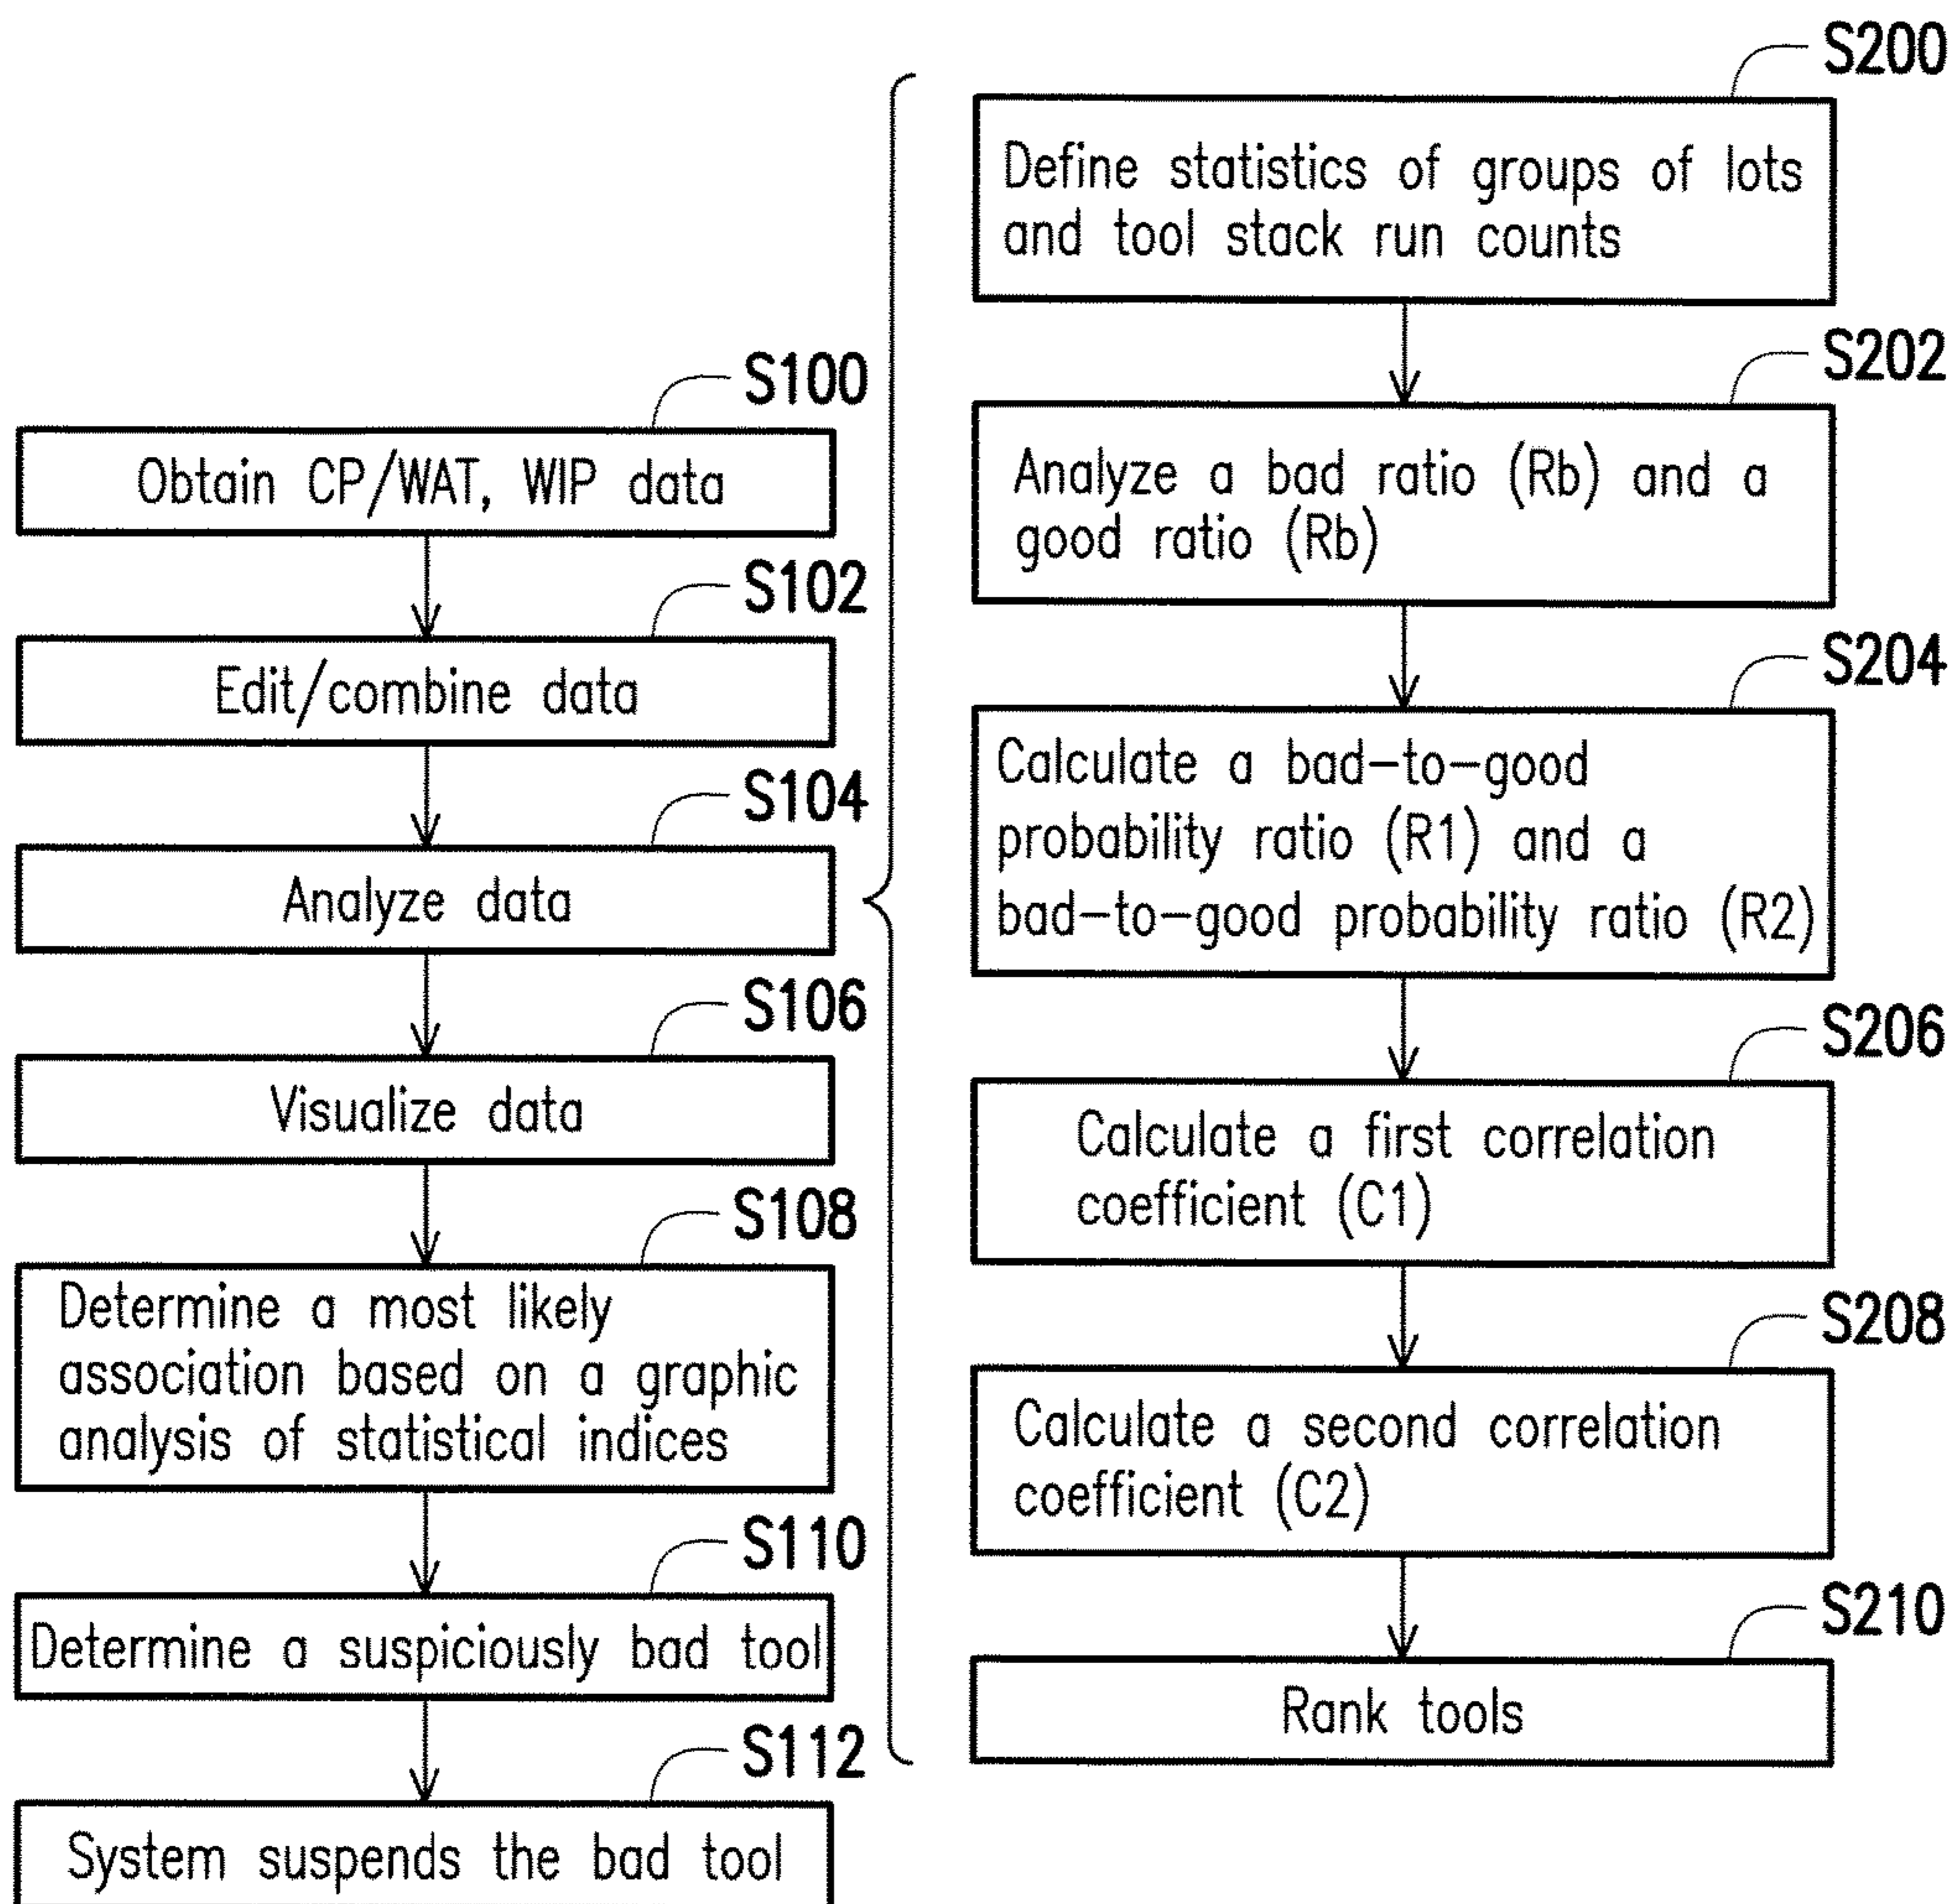 S100
Obtain CP/WAT, WIP data
S102
Edit/combine data
S104
Analyze data
S106
Visualize data
S108
Determine a most likely
association based on a graphic
analysis of statistical indices
S110
Determine a suspiciously bad tool
S112
System suspends the bad tool
S200
Define statistics of groups of lots
and tool stack run counts
S202
Analyze a bad ratio (Rb) and a
good ratio (Rb)
S204
Calculate a bad-to-good
probability ratio (R1) and a
bad-to-good probability ratio (R2)
S206
Calculate a first correlation
coefficient (C1)
S208
Calculate a second correlation
coefficient (C2)
S210
Rank tools